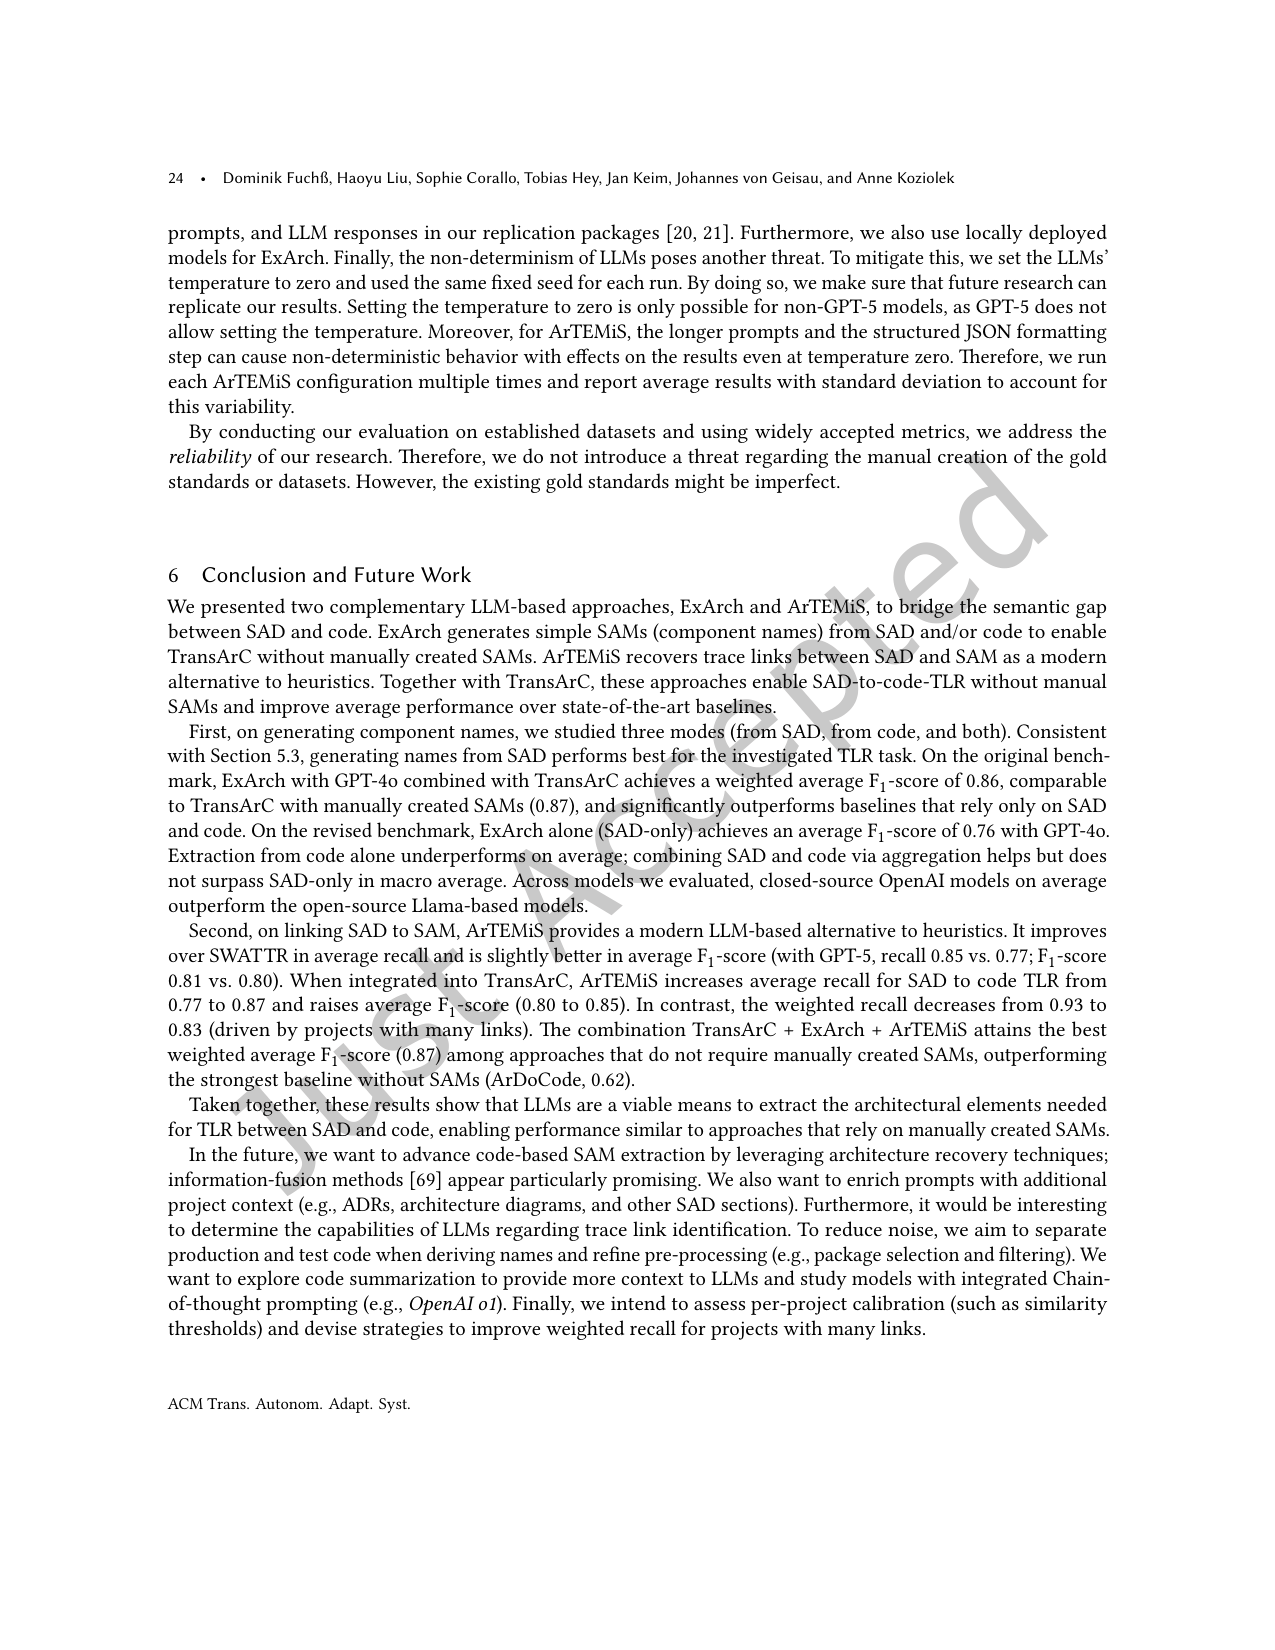 24 • Dominik Fuchß, Haoyu Liu, Sophie Corallo, Tobias Hey, Jan Keim, Johannes von Geisau, and Anne Koziolek
prompts, and LLM responses in our replication packages [20, 21]. Furthermore, we also use locally deployed
models for ExArch. Finally, the non-determinism of LLMs poses another threat. To mitigate this, we set the LLMs'
temperature to zero and used the same fixed seed for each run. By doing so, we make sure that future research can
replicate our results. Setting the temperature to zero is only possible for non-GPT-5 models, as GPT-5 does not
allow setting the temperature. Moreover, for ArTEMiS, the longer prompts and the structured JSON formatting
step can cause non-deterministic behavior with effects on the results even at temperature zero. Therefore, we run
each ArTEMiS configuration multiple times and report average results with standard deviation to account for
this variability.
By conducting our evaluation on established datasets and using widely accepted metrics, we address the
reliability of our research. Therefore, we do not introduce a threat regarding the manual creation of the gold
standards or datasets. However, the existing gold standards might be imperfect.
6 Conclusion and Future Work
We presented two complementary LLM-based approaches, ExArch and ArTEMiS, to bridge the semantic gap
between SAD and code. ExArch generates simple SAMs (component names) from SAD and/or code to enable
TransArC without manually created SAMs. ArTEMiS recovers trace links between SAD and SAM as a modern
alternative to heuristics. Together with TransArC, these approaches enable SAD-to-code-TLR without manual
SAMs and improve average performance over state-of-the-art baselines.
First, on generating component names, we studied three modes (from SAD, from code, and both). Consistent
with Section 5.3, generating names from SAD performs best for the investigated TLR task. On the original bench-
mark, ExArch with GPT-4o combined with TransArC achieves a weighted average F1-score of 0.86, comparable
to TransArC with manually created SAMs (0.87), and significantly outperforms baselines that rely only on SAD
and code. On the revised benchmark, ExArch alone (SAD-only) achieves an average F1-score of 0.76 with GPT-4o.
Extraction from code alone underperforms on average; combining SAD and code via aggregation helps but does
not surpass SAD-only in macro average. Across models we evaluated, closed-source OpenAI models on average
outperform the open-source Llama-based models.
Second, on linking SAD to SAM, ArTEMiS provides a modern LLM-based alternative to heuristics. It improves
over SWATTR in average recall and is slightly better in average F1-score (with GPT-5, recall 0.85 vs. 0.77; F1-score
0.81 vs. 0.80). When integrated into TransArC, ArTEMiS increases average recall for SAD to code TLR from
0.77 to 0.87 and raises average F1-score (0.80 to 0.85). In contrast, the weighted recall decreases from 0.93 to
0.83 (driven by projects with many links). The combination TransArC + ExArch + ArTEMiS attains the best
weighted average F1-score (0.87) among approaches that do not require manually created SAMs, outperforming
the strongest baseline without SAMs (ArDoCode, 0.62).
Taken together, these results show that LLMs are a viable means to extract the architectural elements needed
for TLR between SAD and code, enabling performance similar to approaches that rely on manually created SAMs.
In the future, we want to advance code-based SAM extraction by leveraging architecture recovery techniques;
information-fusion methods [69] appear particularly promising. We also want to enrich prompts with additional
project context (e.g., ADRs, architecture diagrams, and other SAD sections). Furthermore, it would be interesting
to determine the capabilities of LLMs regarding trace link identification. To reduce noise, we aim to separate
production and test code when deriving names and refine pre-processing (e.g., package selection and filtering). We
want to explore code summarization to provide more context to LLMs and study models with integrated Chain-
of-thought prompting (e.g., OpenAI o1). Finally, we intend to assess per-project calibration (such as similarity
thresholds) and devise strategies to improve weighted recall for projects with many links.
ACM Trans. Autonom. Adapt. Syst.
Just Accepted